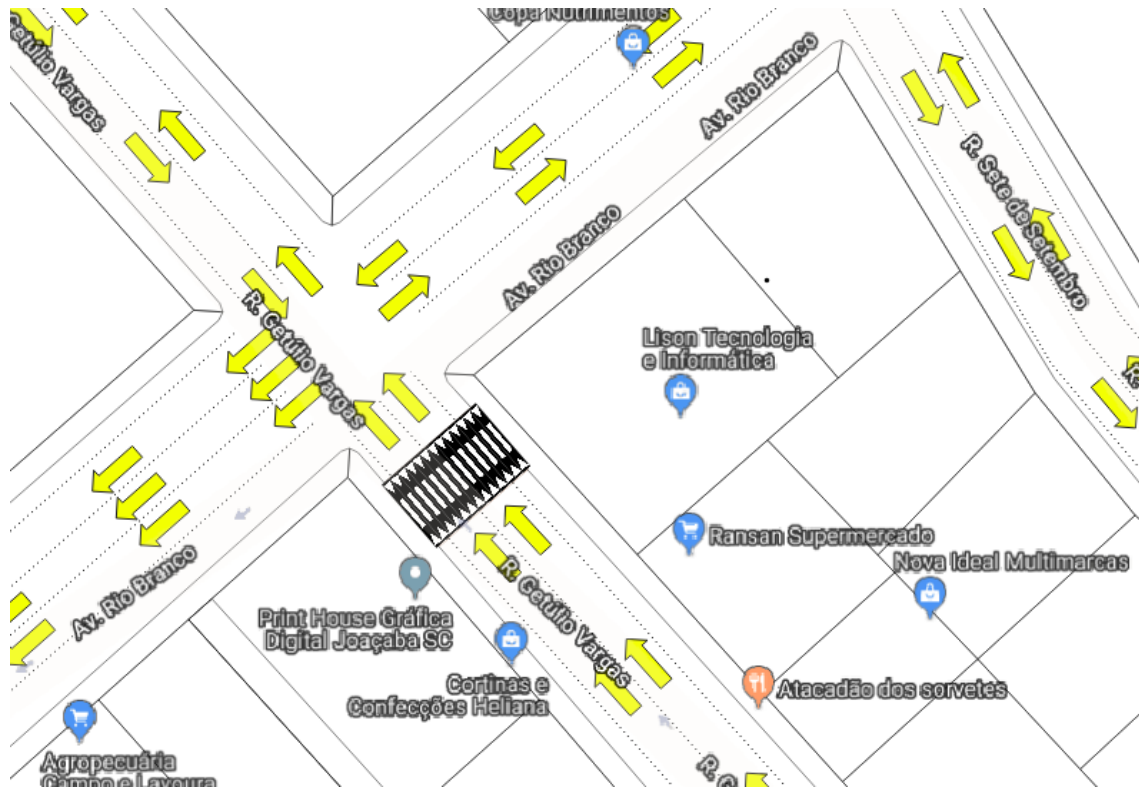 Copa Nutrimentos
Getúlio Vargas
Av. Rio Branco
R. Sete de Setembro
Av. Rio Branco
R. Getúlio Vargas
Lison Tecnologia
e Informática
R.
Ransan Supermercado
Nova Ideal Multimarcas
R. Getúlio Vargas
Av. Rio Branco
Print House Gráfica
Digital Joaçaba SC
Cortinas e
Confecções Heliana
Atacadão dos sorvetes
Agropecuária
Campo e Lavoura
R. G